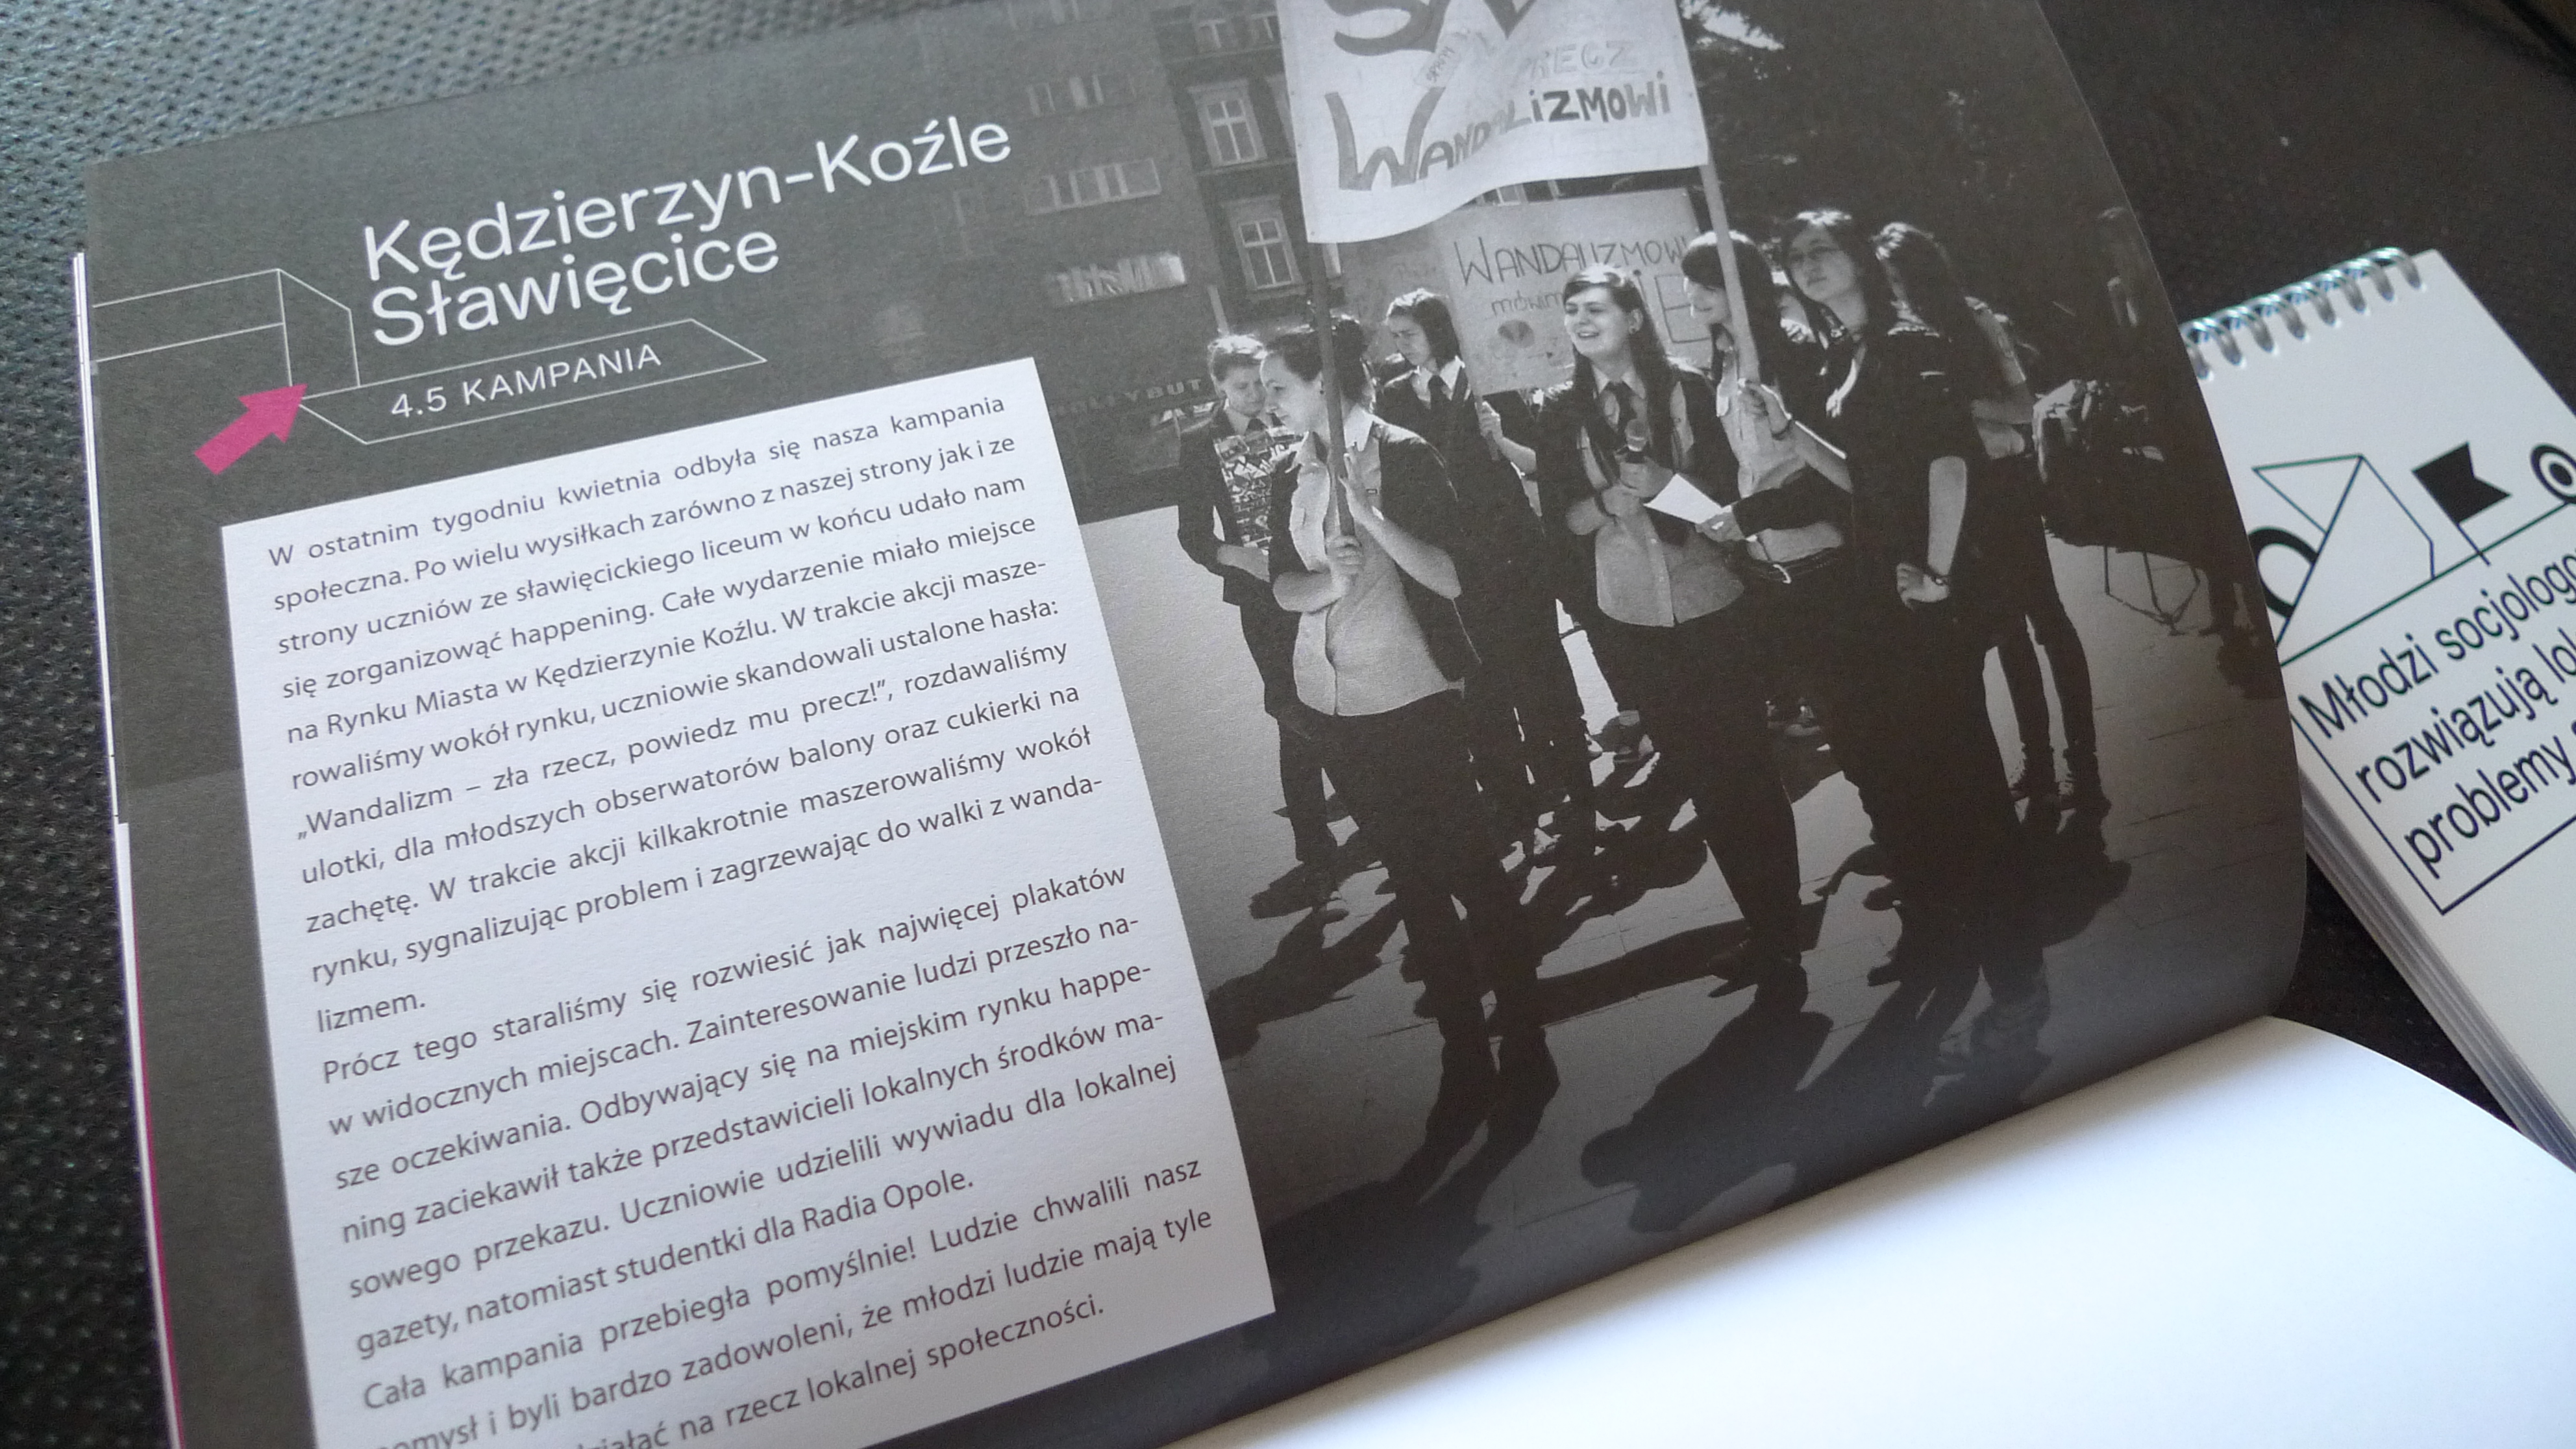 Kędzierzyn-Koźle
Sławięcice
4.5 KAMPANIA
W ostatnim tygodniu kwietnia odbyła się nasza kampania
społeczna. Po wielu wysiłkach zarówno z naszej strony jak i ze
strony uczniów ze sławięcickiego liceum w końcu udało nam
się zorganizowąć happening. Całe wydarzenie miało miejsce
na Rynku Miasta w Kędzierzynie Koźlu. W trakcie akcji masze-
rowaliśmy wokół rynku, uczniowie skandowali ustalone hasła:
„Wandalizm – zła rzecz, powiedz mu precz!”, rozdawaliśmy
ulotki, dla młodszych obserwatorów balony oraz cukierki na
zachętę. W trakcie akcji kilkakrotnie maszerowaliśmy wokół
rynku, sygnalizując problem i zagrzewając do walki z wanda-
lizmem.
Prócz tego staraliśmy się rozwiesić jak najwięcej plakatów
w widocznych miejscach. Zainteresowanie ludzi przeszło na-
sze oczekiwania. Odbywający się na miejskim rynku happe-
ning zaciekawił także przedstawicieli lokalnych środków ma-
sowego przekazu. Uczniowie udzielili wywiadu dla lokalnej
gazety, natomiast studentki dla Radia Opole.
Cała kampania przebiegła pomyślnie! Ludzie chwalili nasz
pomysł i byli bardzo zadowoleni, że młodzi ludzie mają tyle
na rzecz lokalnej społeczności.
PRECZ
WANDALiZMOWI
WANDALIZMOWI
Młodzi
rozwiązują
problemy